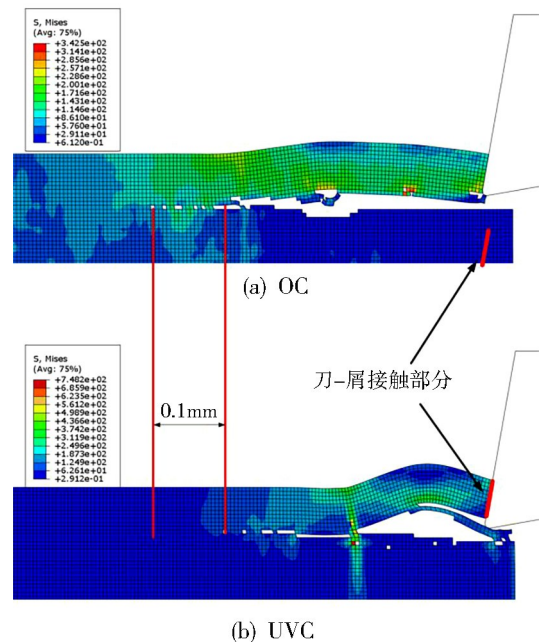 S, Mises
(Avg: 75%)
+3.425e+02
+3.141e+02
+2.856e+02
+2.571e+02
+2.286e+02
+2.001e+02
+1.716e+02
+1.431e+02
+1.146e+02
+8.610e+01
+5.760e+01
+2.911e+01
+6.120e-01
(a) OC
刀-屑接触部分
0.1mm
S, Mises
(Avg: 75%)
+7.482e+02
+6.859e+02
+6.235e+02
+5.612e+02
+4.989e+02
+4.366e+02
+3.742e+02
+3.119e+02
+2.496e+02
+1.873e+02
+1.249e+02
+6.261e+01
+2.912e-01
(b) UVC